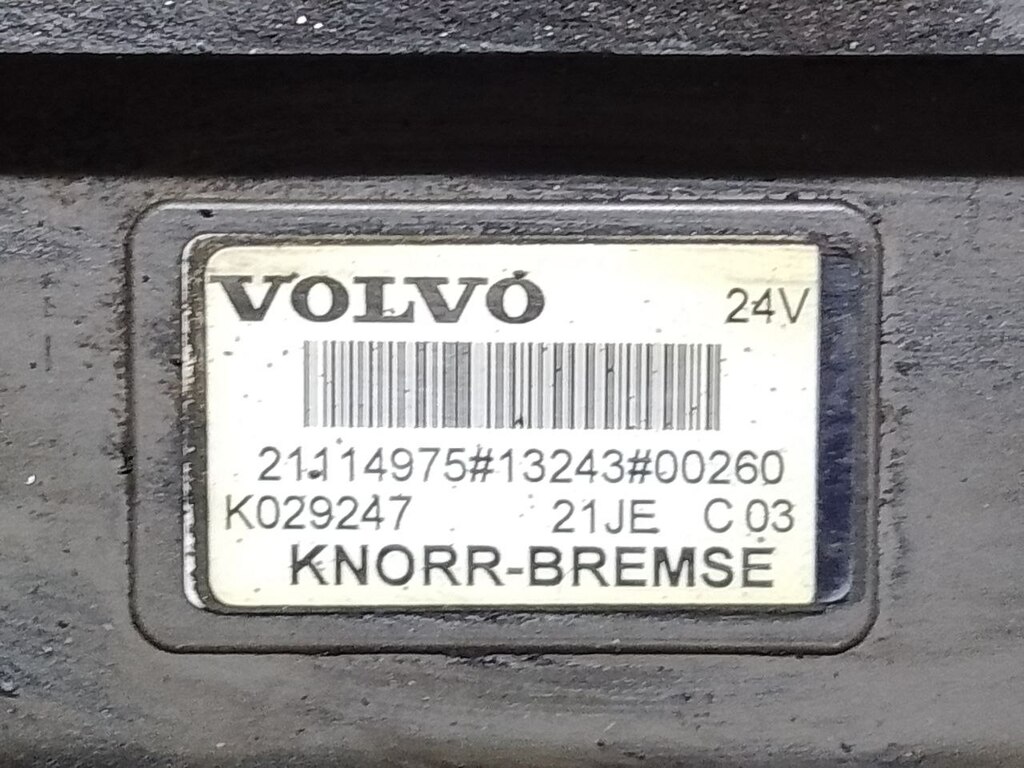 VOLVO 24V
21114975#13243#00260
K029247 21JE C 03
KNORR-BREMSE